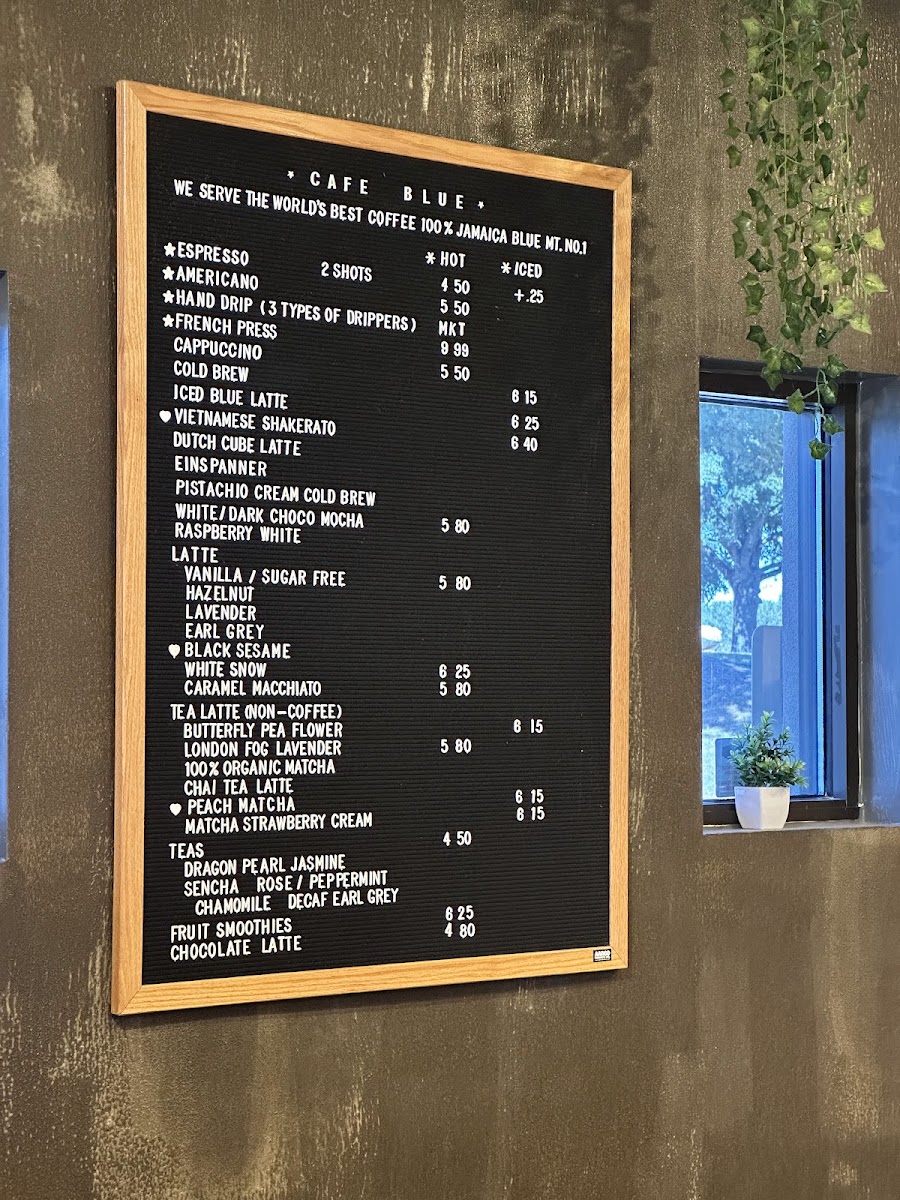 * CAFE BLUE *
WE SERVE THE WORLD'S BEST COFFEE 100% JAMAICA BLUE MT. NO.1
* HOT * ICED
★ESPRESSO 2 SHOTS 4 50 +.25
★AMERICANO 5 50
★HAND DRIP (3 TYPES OF DRIPPERS) MKT
★FRENCH PRESS 9 99
CAPPUCCINO 5 50
COLD BREW 6 15
ICED BLUE LATTE 6 25
♥VIETNAMESE SHAKERATO 6 40
DUTCH CUBE LATTE
EINSPANNER
PISTACHIO CREAM COLD BREW
WHITE/DARK CHOCO MOCHA 5 80
RASPBERRY WHITE
LATTE
VANILLA / SUGAR FREE 5 80
HAZELNUT
LAVENDER
EARL GREY
♥BLACK SESAME
WHITE SNOW 6 25
CARAMEL MACCHIATO 5 80
TEA LATTE (NON-COFFEE)
BUTTERFLY PEA FLOWER 6 15
LONDON FOG LAVENDER 5 80
100% ORGANIC MATCHA
CHAI TEA LATTE
♥ PEACH MATCHA 6 15
MATCHA STRAWBERRY CREAM 6 15
TEAS 4 50
DRAGON PEARL JASMINE
SENCHA ROSE / PEPPERMINT
CHAMOMILE DECAF EARL GREY
FRUIT SMOOTHIES 6 25
CHOCOLATE LATTE 4 80